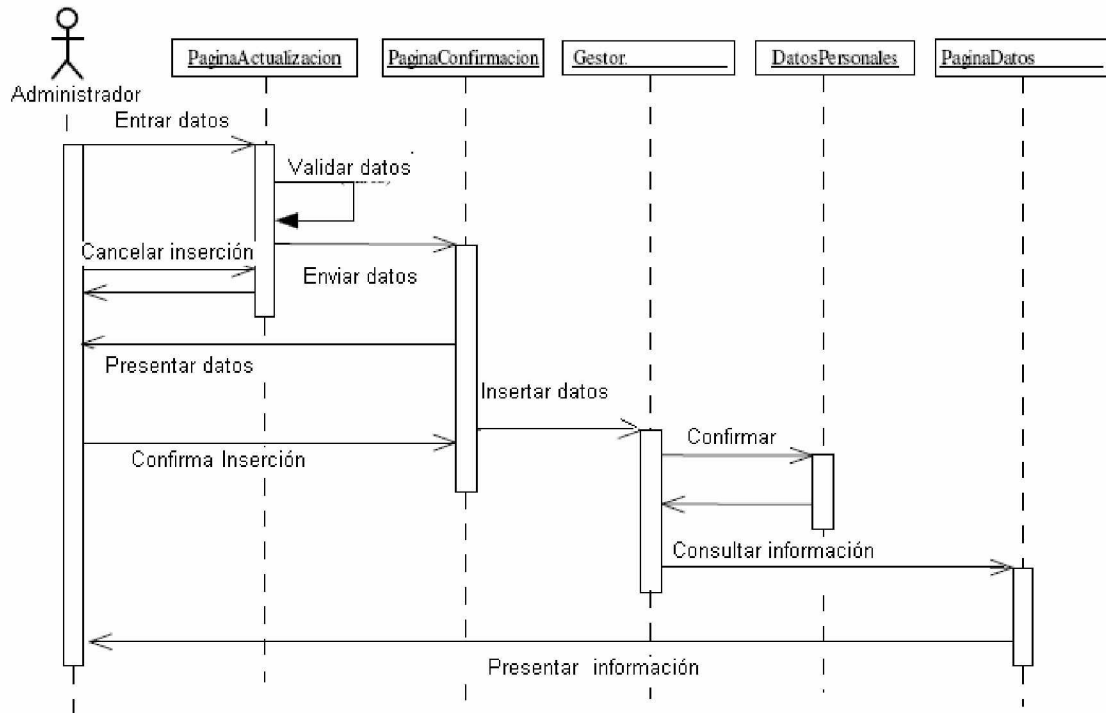 PaginaActualizacion
PaginaConfirmacion
Gestor.
DatosPersonales
PaginaDatos
Administrador
Entrar datos
Validar datos
Cancelar inserción
Enviar datos
Presentar datos
Insertar datos
Confirmar
Confirma Inserción
Consultar información
Presentar información